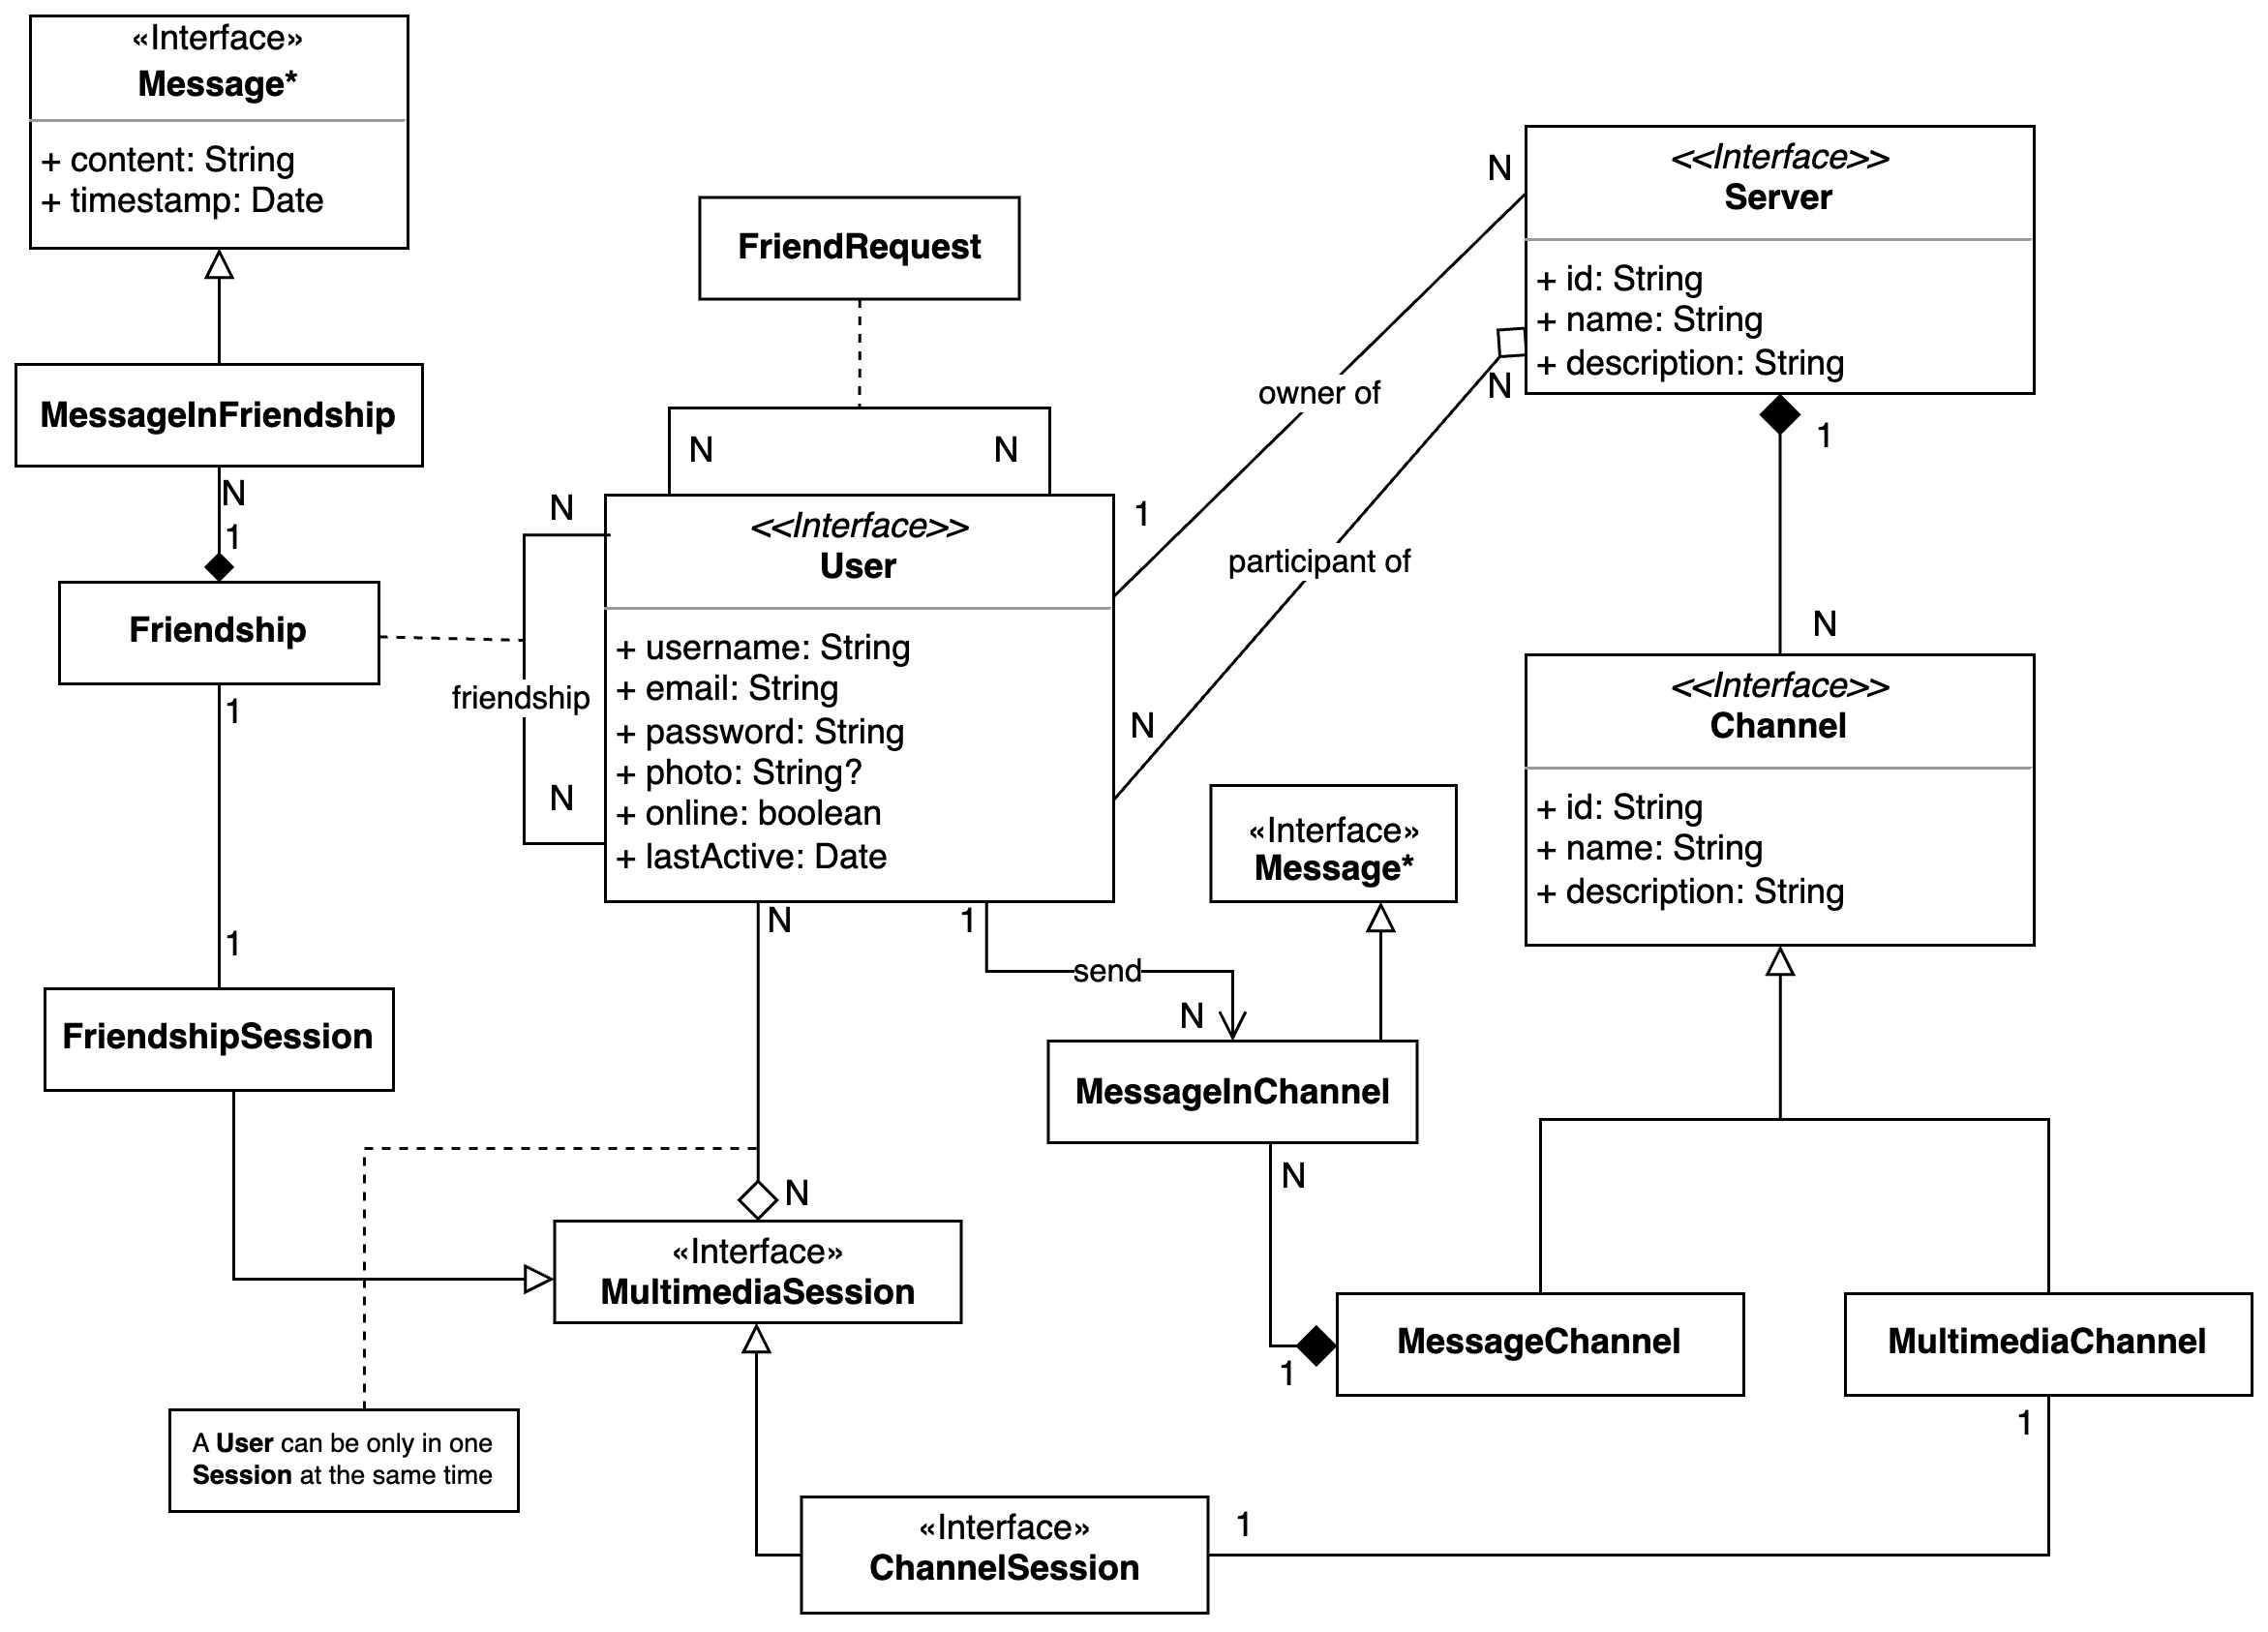 «Interface»
Message*
+ content: String
+ timestamp: Date
MessageInFriendship
N
1
Friendship
1
1
FriendshipSession
FriendRequest
N
N
N
friendship
N
<<Interface>>
User
+ username: String
+ email: String
+ password: String
+ photo: String?
+ online: boolean
+ lastActive: Date
1
owner of
N
N
participant of
N
<<Interface>>
Server
+ id: String
+ name: String
+ description: String
1
N
<<Interface>>
Channel
+ id: String
+ name: String
+ description: String
«Interface»
Message*
N
1
send
N
MessageInChannel
N
1
MessageChannel
MultimediaChannel
1
N
«Interface»
MultimediaSession
A User can be only in one
Session at the same time
«Interface»
ChannelSession
1